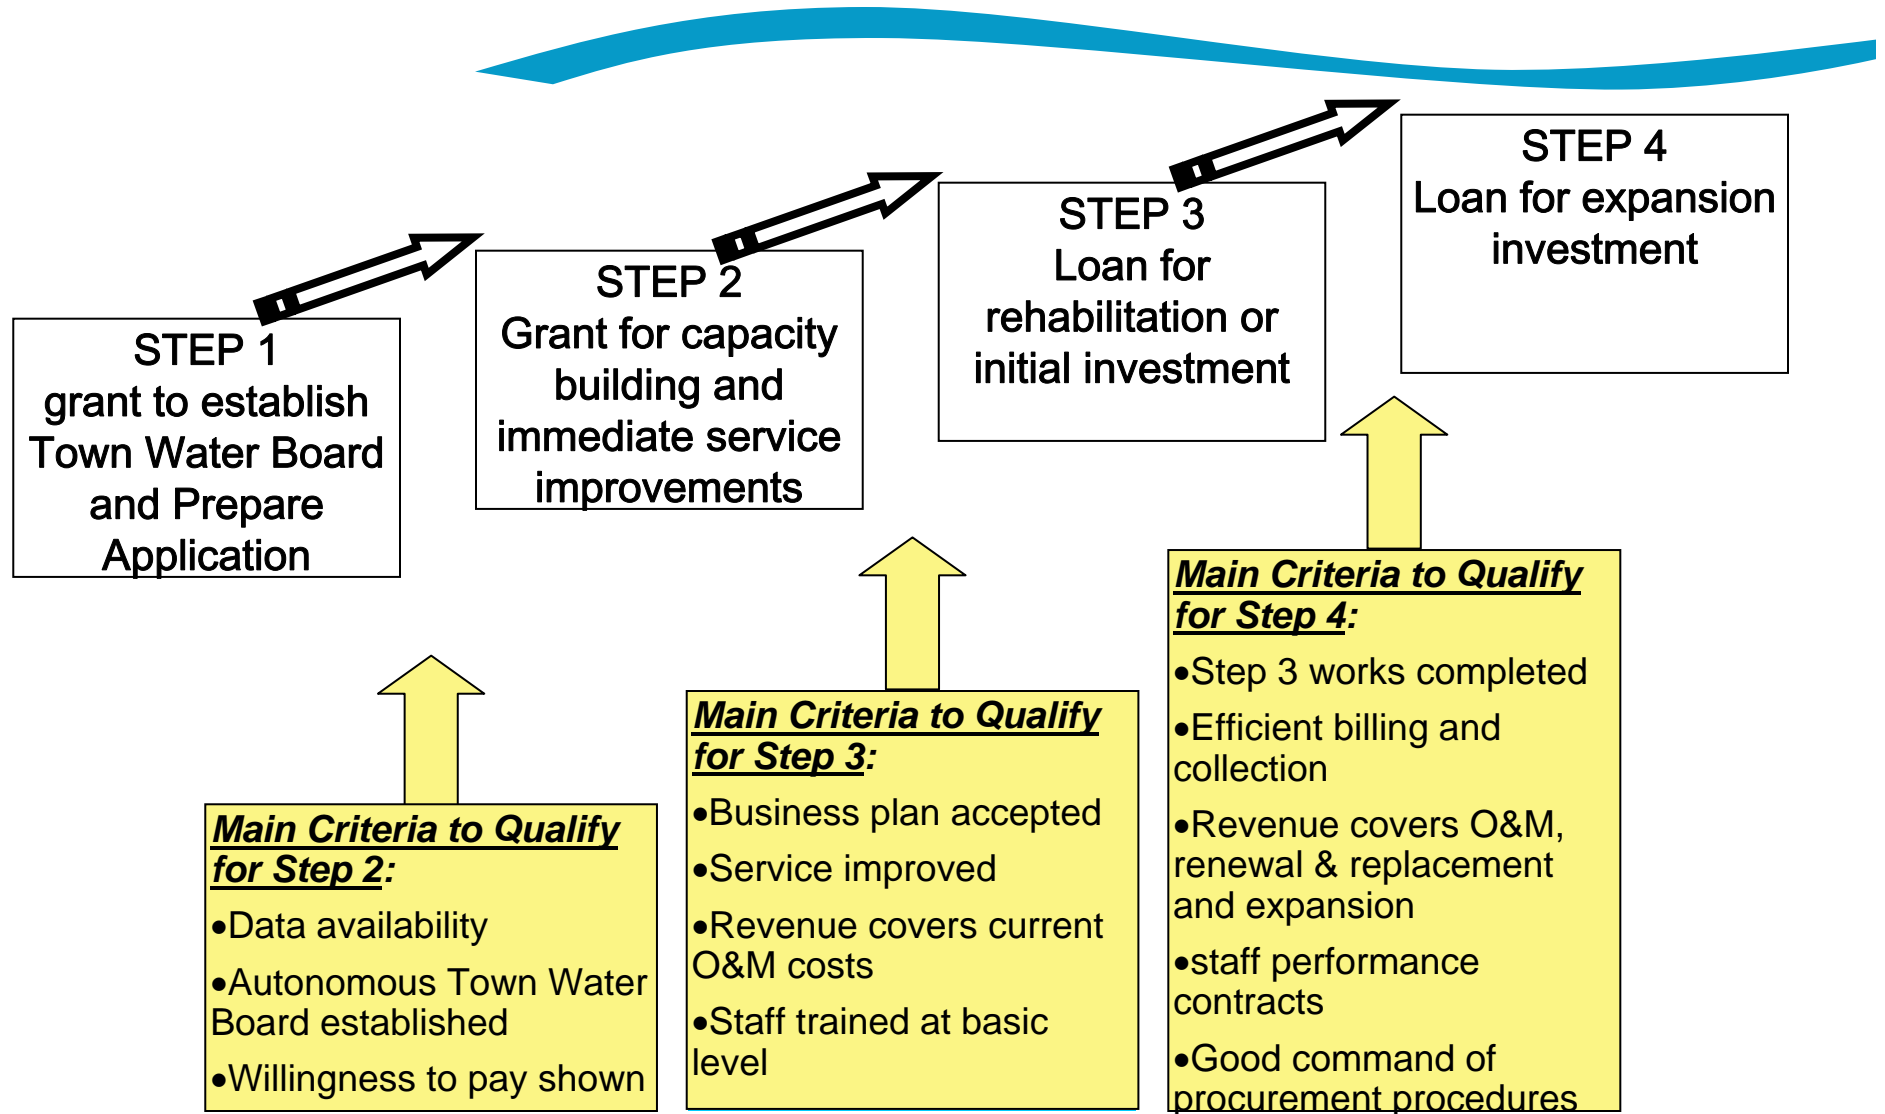 STEP 1
grant to establish
Town Water Board
and Prepare
Application
STEP 2
Grant for capacity
building and
immediate service
improvements
STEP 3
Loan for
rehabilitation or
initial investment
STEP 4
Loan for expansion
investment
Main Criteria to Qualify
for Step 2:
•Data availability
•Autonomous Town Water
Board established
•Willingness to pay shown
Main Criteria to Qualify
for Step 3:
•Business plan accepted
•Service improved
•Revenue covers current
O&M costs
•Staff trained at basic
level
Main Criteria to Qualify
for Step 4:
•Step 3 works completed
•Efficient billing and
collection
•Revenue covers O&M,
renewal & replacement
and expansion
•staff performance
contracts
•Good command of
procurement procedures